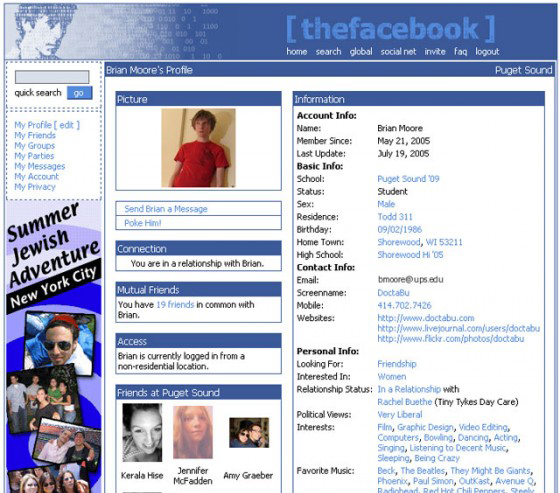 [ thefacebook ]
home search global social net invite faq logout
quick search go
My Profile [ edit ]
My Friends
My Groups
My Parties
My Messages
My Account
My Privacy
Summer
Jewish
Adventure
New York City
Brian Moore's Profile Puget Sound
Picture
Send Brian a Message
Poke Him!
Connection
You are in a relationship with Brian.
Mutual Friends
You have 19 friends in common with
Brian.
Access
Brian is currently logged in from a
non-residential location.
Friends at Puget Sound
Kerala Hise
Jennifer
McFadden
Amy Graeber
Information
Account Info:
Name: Brian Moore
Member Since: May 21, 2005
Last Update: July 19, 2005
Basic Info:
School: Puget Sound '09
Status: Student
Sex: Male
Residence: Todd 311
Birthday: 09/02/1986
Home Town: Shorewood, WI 53211
High School: Shorewood Hi '05
Contact Info:
Email: bmoore@ups.edu
Screenname: DoctaBu
Mobile: 414.702.7426
Websites: http://www.doctabu.com
http://www.livejournal.com/users/doctabu
http://www.flickr.com/photos/doctabu
Personal Info:
Looking For: Friendship
Interested In: Women
Relationship Status: In a Relationship with
Rachel Buethe (Tiny Tykes Day Care)
Political Views: Very Liberal
Interests: Film, Graphic Design, Video Editing,
Computers, Bowling, Dancing, Acting,
Singing, Listening to Decent Music,
Sleeping, Being Crazy
Favorite Music: Beck, The Beatles, They Might Be Giants,
Phoenix, Paul Simon, OutKast, Avenue Q,
Radiohead, Red Hot Chili Peppers, Steely